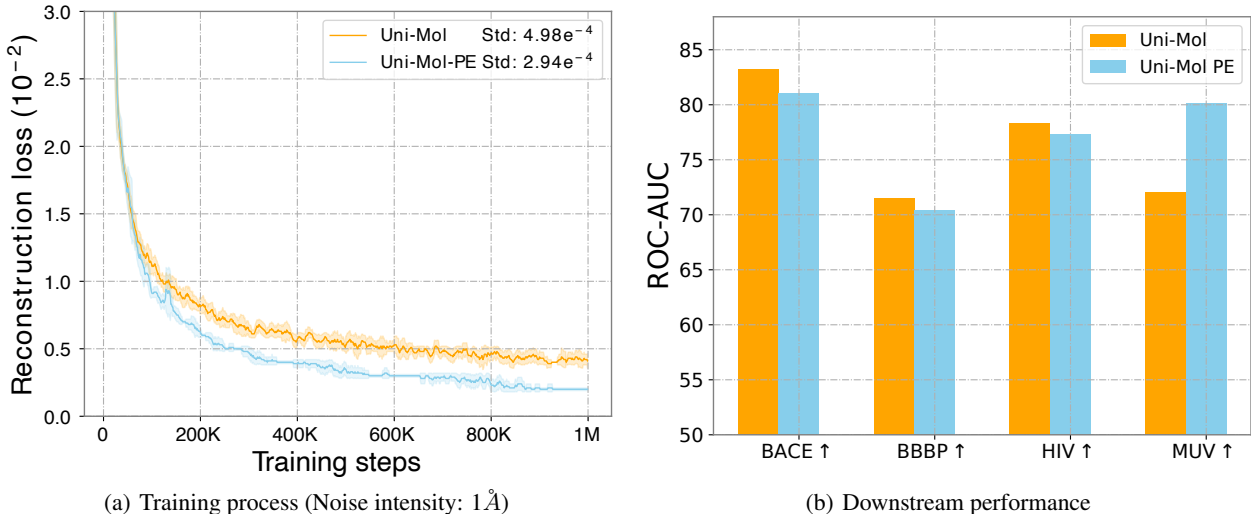 3.0
2.5
2.0
1.5
1.0
0.5
0.0
Reconstruction loss (10⁻²)
Uni-Mol Std: 4.98e⁻⁴
Uni-Mol-PE Std: 2.94e⁻⁴
0 200K 400K 600K 800K 1M
Training steps
(a) Training process (Noise intensity: 1Å)
85
80
75
70
65
60
55
50
ROC-AUC
Uni-Mol
Uni-Mol PE
BACE ↑ BBBP ↑ HIV ↑ MUV ↑
(b) Downstream performance